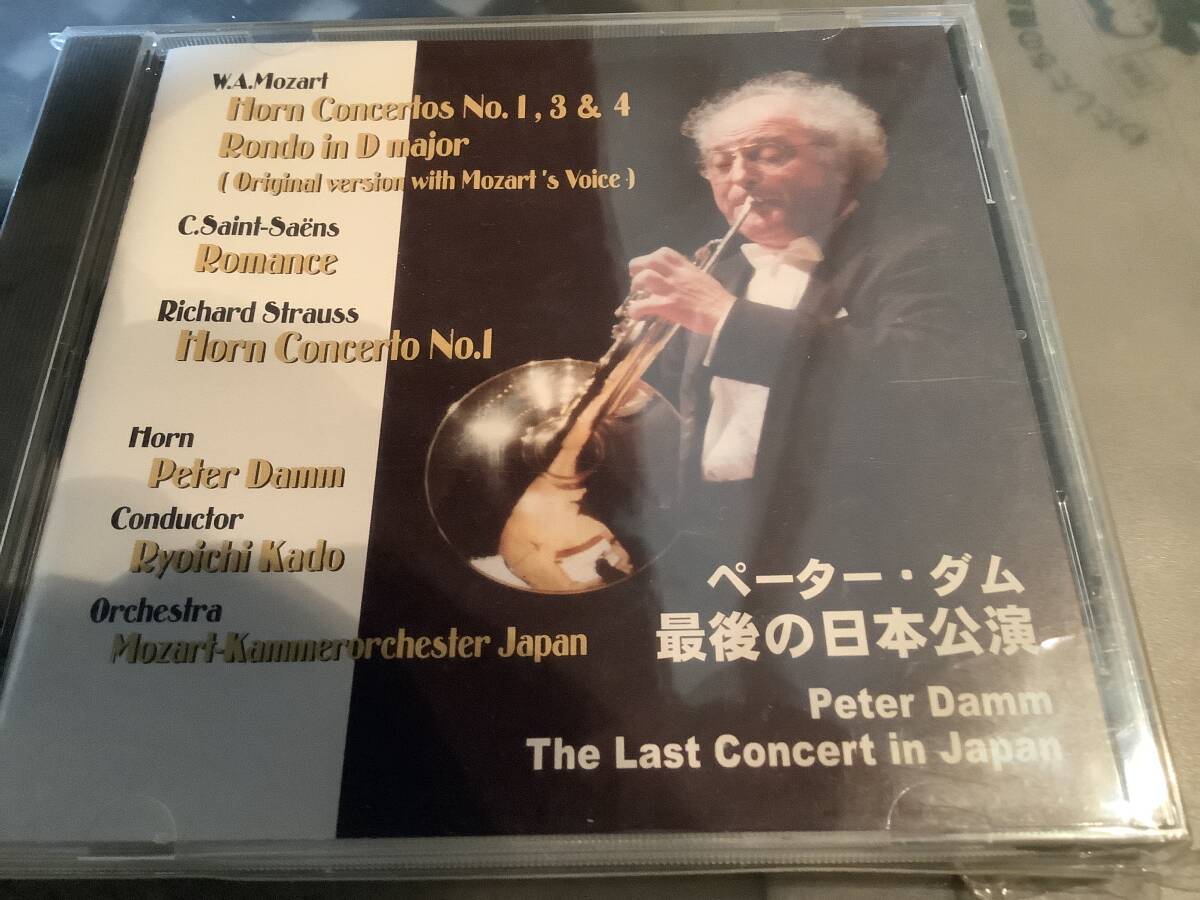 W.A.Mozart
Horn Concertos No.1, 3 & 4
Rondo in D major
( Original version with Mozart's Voice )
C.Saint-Saëns
Romance
Richard Strauss
Horn Concerto No.1
Horn
Peter Damm
Conductor
Ryoichi Kado
Orchestra
Mozart-Kammerorchester Japan
ペーター・ダム
最後の日本公演
Peter Damm
The Last Concert in Japan